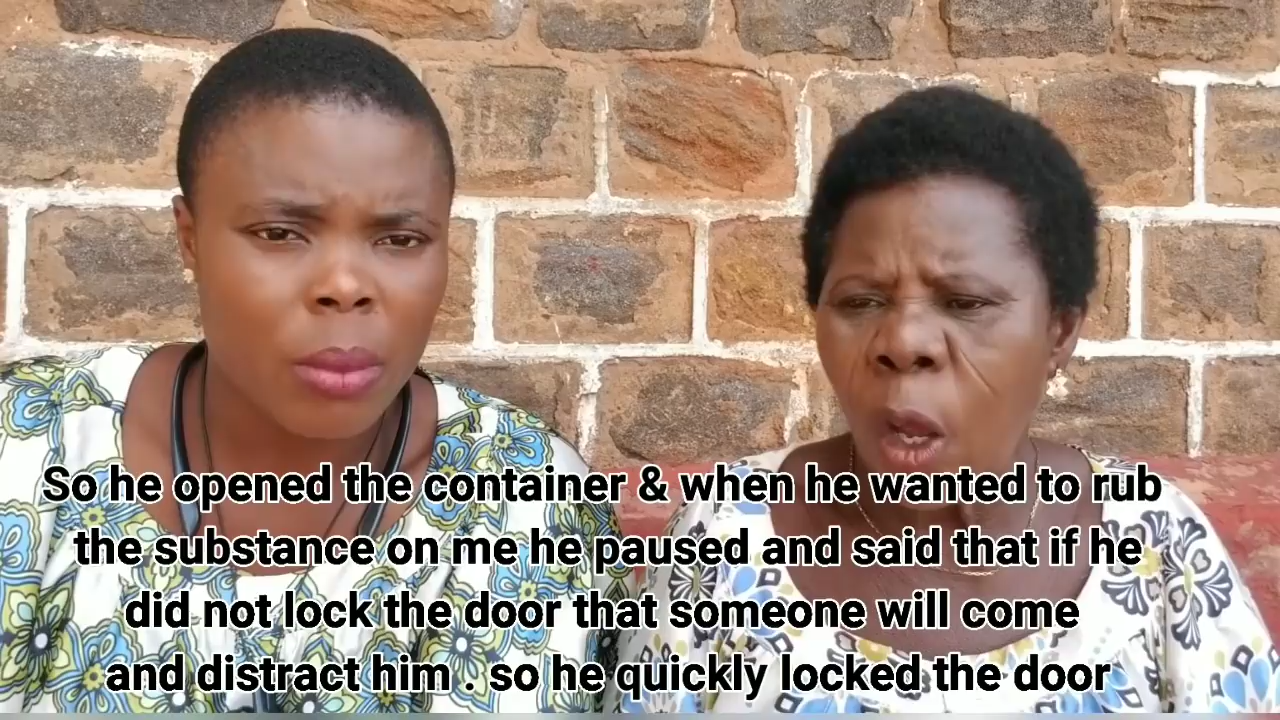 So he opened the container & when he wanted to rub
the substance on me he paused and said that if he
did not lock the door that someone will come
and distract him . so he quickly locked the door